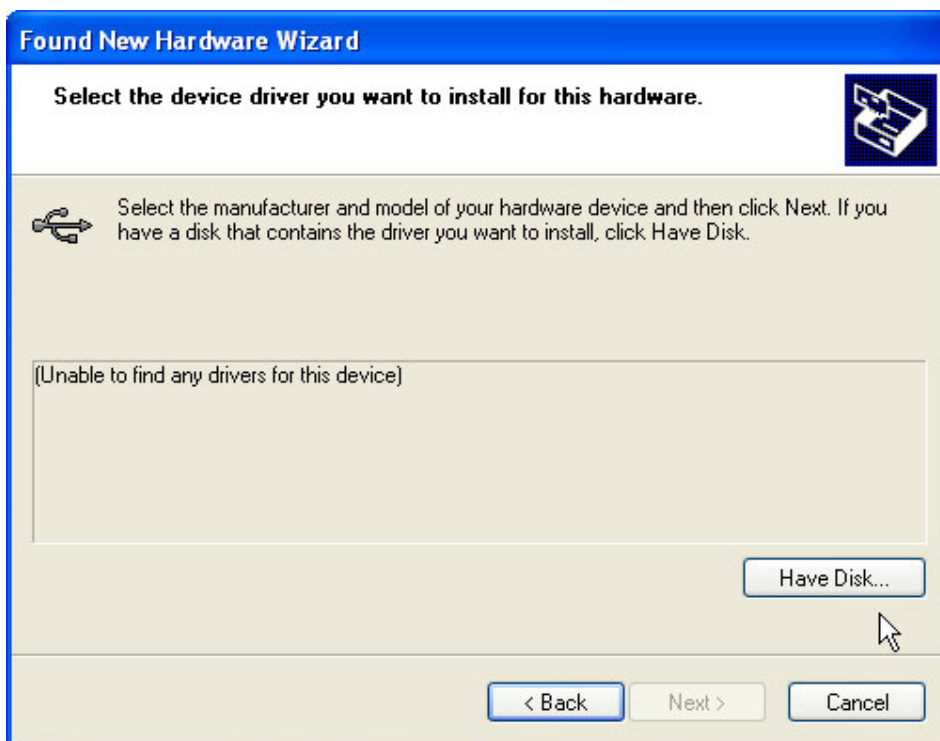 Found New Hardware Wizard
Select the device driver you want to install for this hardware.
Select the manufacturer and model of your hardware device and then click Next. If you
have a disk that contains the driver you want to install, click Have Disk.
(Unable to find any drivers for this device)
Have Disk...
< Back
Next >
Cancel